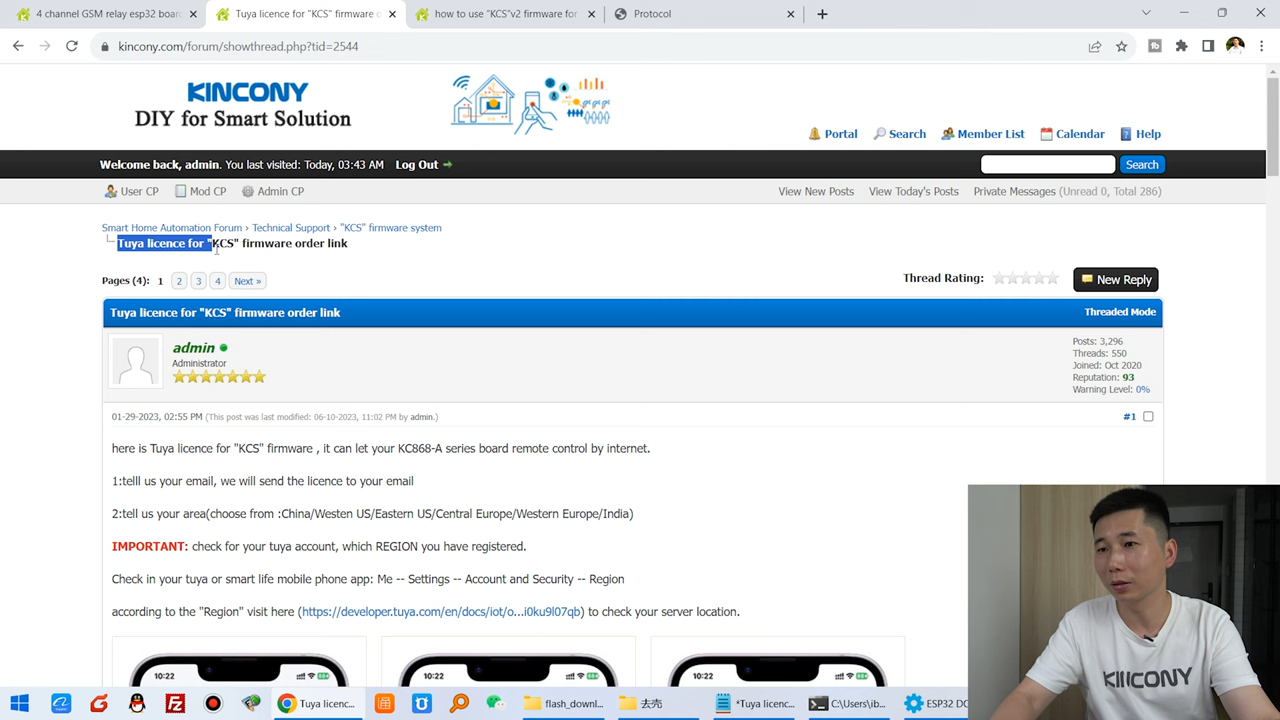 4 channel GSM relay esp32 board
Tuya licence for "KCS" firmware o
how to use "KCS"v2 firmware for
Protocol
kincony.com/forum/showthread.php?tid=2544
KINCONY
DIY for Smart Solution
Portal
Search
Member List
Calendar
Help
Welcome back, admin. You last visited: Today, 03:43 AM Log Out
Search
User CP
Mod CP
Admin CP
View New Posts
View Today's Posts
Private Messages (Unread 0, Total 286)
Smart Home Automation Forum › Technical Support › "KCS" firmware system
Tuya licence for "KCS" firmware order link
Pages (4): 1 2 3 4 Next »
Thread Rating:
New Reply
Tuya licence for "KCS" firmware order link
Threaded Mode
admin
Administrator
Posts: 3,296
Threads: 550
Joined: Oct 2020
Reputation: 93
Warning Level: 0%
01-29-2023, 02:55 PM (This post was last modified: 06-10-2023, 11:02 PM by admin.)
#1
here is Tuya licence for "KCS" firmware , it can let your KC868-A series board remote control by internet.
1:telll us your email, we will send the licence to your email
2:tell us your area(choose from :China/Westen US/Eastern US/Central Europe/Western Europe/India)
IMPORTANT: check for your tuya account, which REGION you have registered.
Check in your tuya or smart life mobile phone app: Me -- Settings -- Account and Security -- Region
according to the "Region" visit here (https://developer.tuya.com/en/docs/iot/o...i0ku9l07qb) to check your server location.
10:22
10:22
10:22
KINCONY
Tuya licenc...
flash_downl...
去壳
*Tuya licenc...
C:\Users\ib...
ESP32 DO